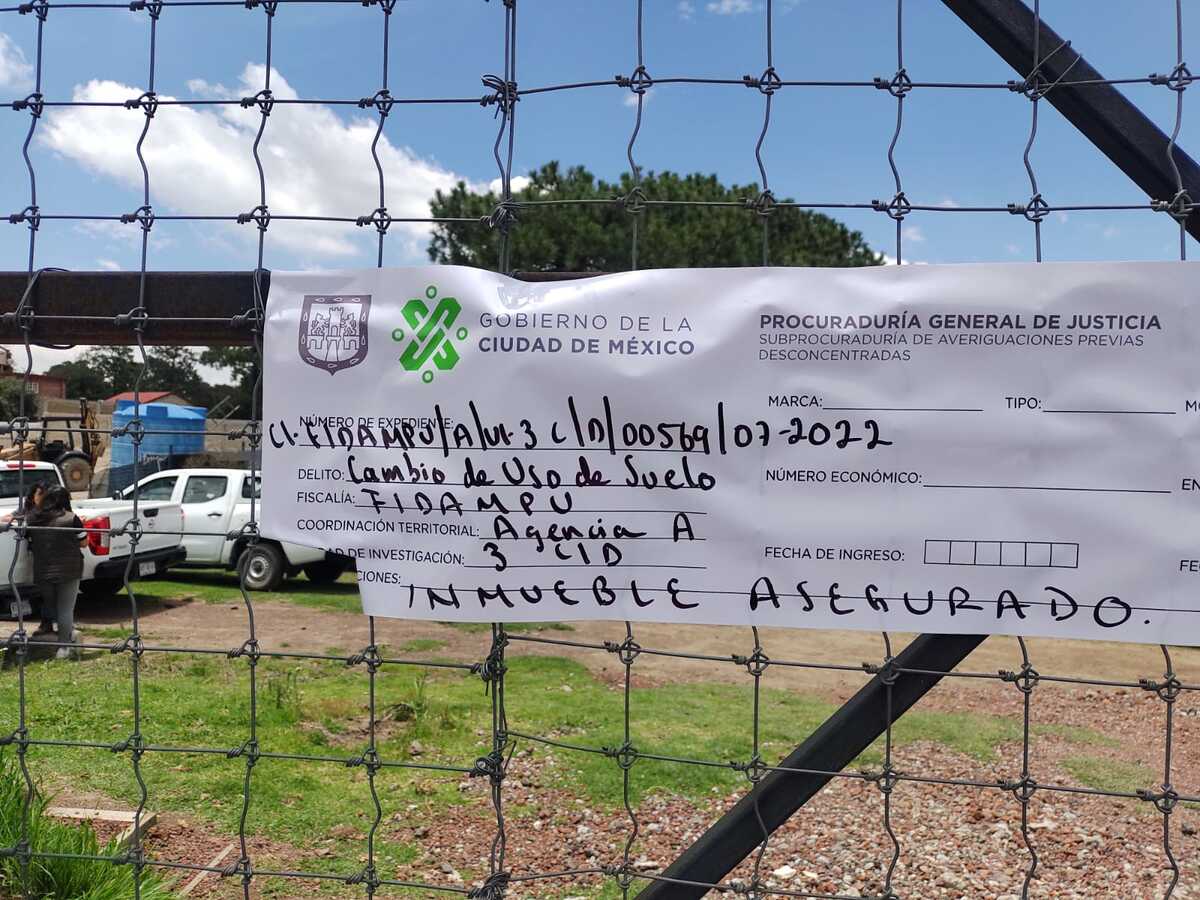 GOBIERNO DE LA
CIUDAD DE MÉXICO
PROCURADURÍA GENERAL DE JUSTICIA
SUBPROCURADURÍA DE AVERIGUACIONES PREVIAS
DESCONCENTRADAS
MARCA: TIPO:
NÚMERO DE EXPEDIENTE:
CI-FIDAMPU/A/UI-3 C/D/00569/07-2022
DELITO: Cambio de Uso de Suelo
NÚMERO ECONÓMICO:
FISCALÍA: FIDAMPU
COORDINACIÓN TERRITORIAL: Agencia A
DE INVESTIGACIÓN: 3 C/D
FECHA DE INGRESO:
INMUEBLE ASEGURADO.